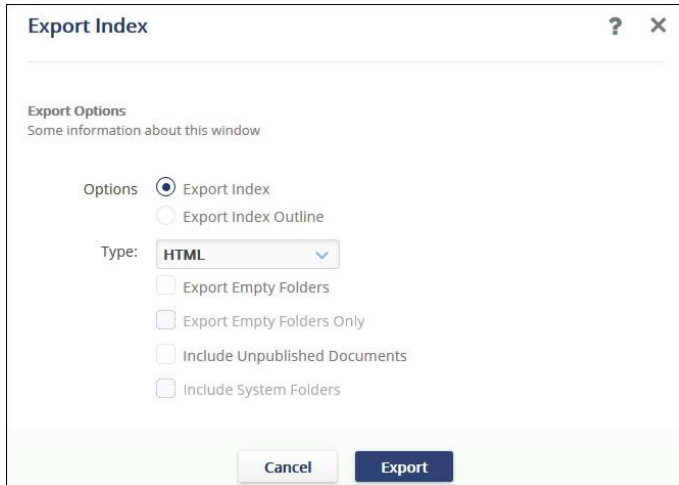 Export Index ?
Export Options
Some information about this window
Options Export Index
Export Index Outline
Type: HTML
Export Empty Folders
Export Empty Folders Only
Include Unpublished Documents
Include System Folders
Cancel Export